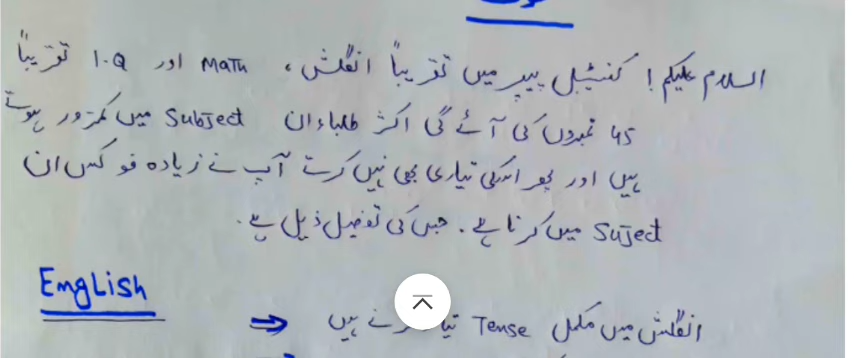 السلام علیکم! کنسٹیبل پیپر میں تقریباً انگلش، Math اور I.Q تقریباً
45 نمبروں کی آئے گی اکثر طلباء ان Subject میں کمزور ہوتے
ہیں اور پھر اسکی تیاری بھی نہیں کرتے آپ نے زیادہ فوکس ان
Suject میں کرنا ہے. جس کی تفصیل ذیل ہے.
English
انگلش میں مکمل Tense کرنے ہیں ⇒